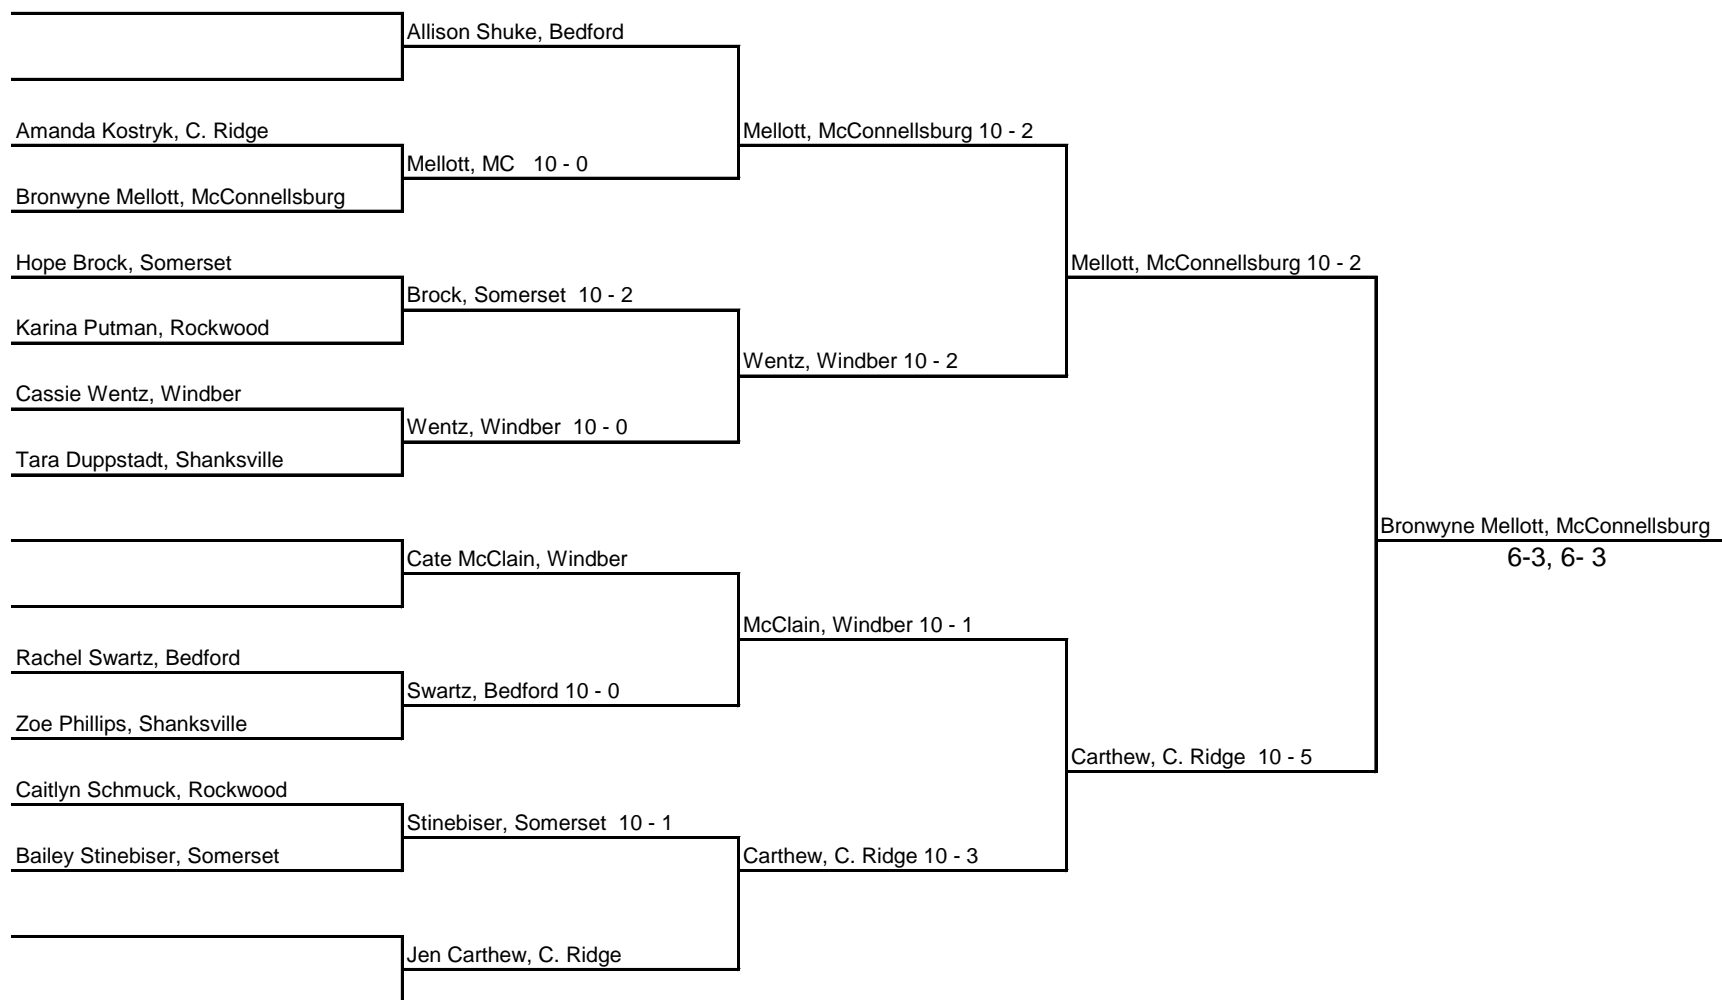 Allison Shuke, Bedford
Amanda Kostryk, C. Ridge
Mellott, McConnellsburg 10 - 2
Mellott, MC 10 - 0
Bronwyne Mellott, McConnellsburg
Hope Brock, Somerset
Mellott, McConnellsburg 10 - 2
Brock, Somerset 10 - 2
Karina Putman, Rockwood
Wentz, Windber 10 - 2
Cassie Wentz, Windber
Wentz, Windber 10 - 0
Tara Duppstadt, Shanksville
Bronwyne Mellott, McConnellsburg
6-3, 6- 3
Cate McClain, Windber
McClain, Windber 10 - 1
Rachel Swartz, Bedford
Swartz, Bedford 10 - 0
Zoe Phillips, Shanksville
Carthew, C. Ridge 10 - 5
Caitlyn Schmuck, Rockwood
Stinebiser, Somerset 10 - 1
Bailey Stinebiser, Somerset
Carthew, C. Ridge 10 - 3
Jen Carthew, C. Ridge